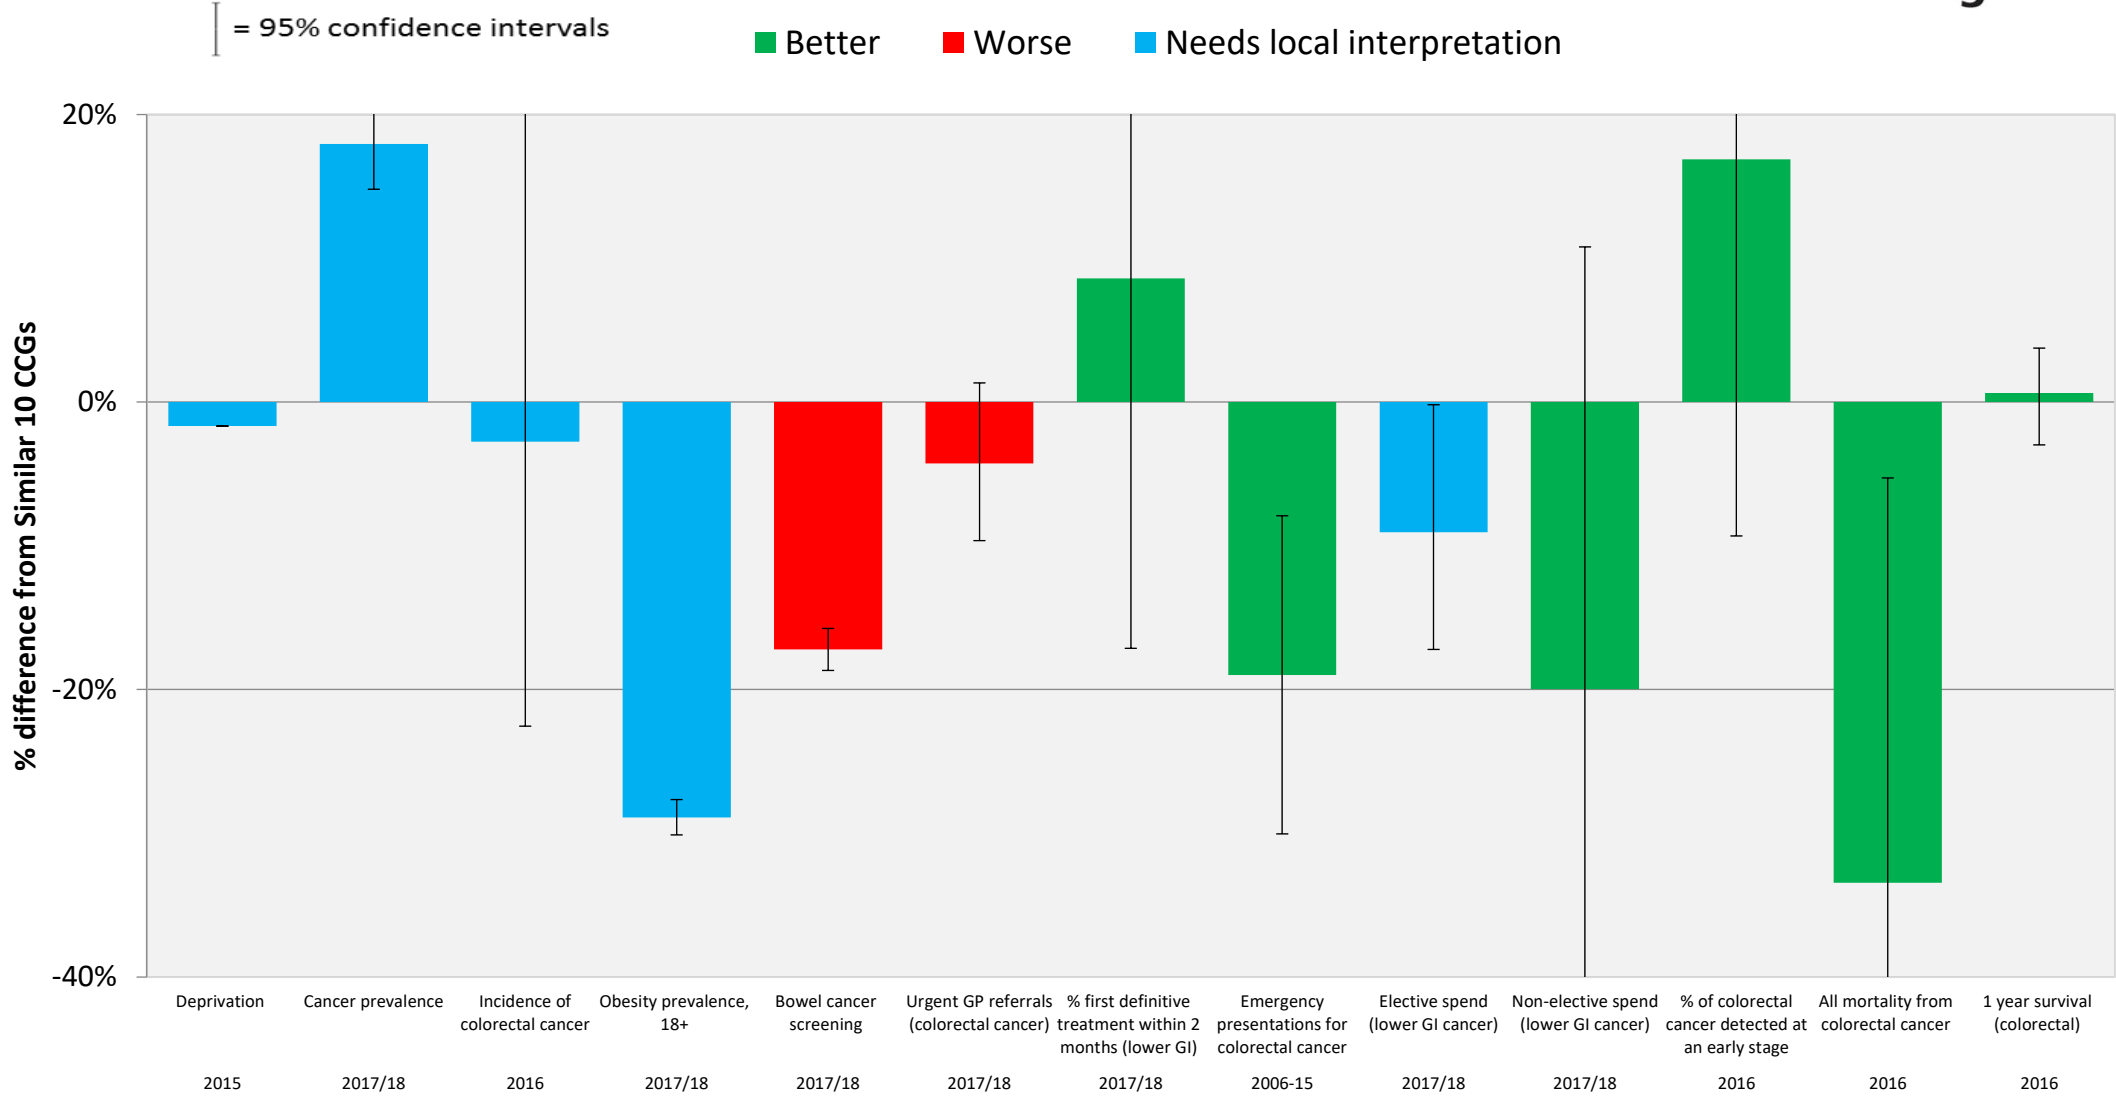 = 95% confidence intervals
Better
Worse
Needs local interpretation
% difference from Similar 10 CCGs
20%
0%
-20%
-40%
Deprivation
2015
Cancer prevalence
2017/18
Incidence of
colorectal cancer
2016
Obesity prevalence,
18+
2017/18
Bowel cancer
screening
2017/18
Urgent GP referrals
(colorectal cancer)
2017/18
% first definitive
treatment within 2
months (lower GI)
2017/18
Emergency
presentations for
colorectal cancer
2006-15
Elective spend
(lower GI cancer)
2017/18
Non-elective spend
(lower GI cancer)
2017/18
% of colorectal
cancer detected at
an early stage
2016
All mortality from
colorectal cancer
2016
1 year survival
(colorectal)
2016